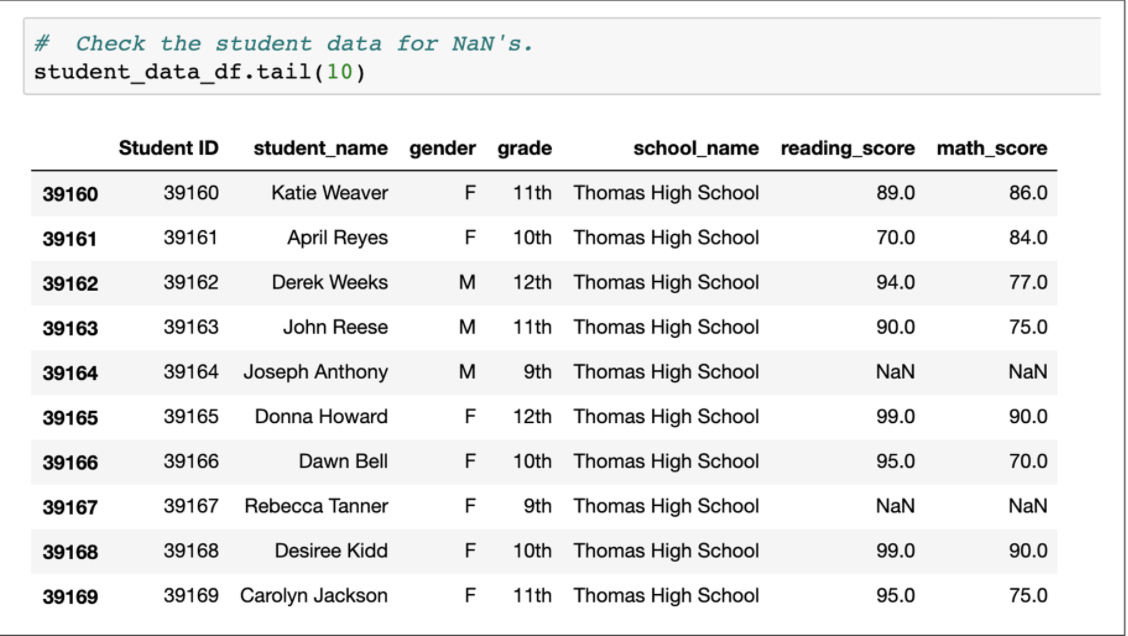 #  Check the student data for NaN's.
student_data_df.tail(10)
Student ID student_name gender grade school_name reading_score math_score
39160 39160 Katie Weaver F 11th Thomas High School 89.0 86.0
39161 39161 April Reyes F 10th Thomas High School 70.0 84.0
39162 39162 Derek Weeks M 12th Thomas High School 94.0 77.0
39163 39163 John Reese M 11th Thomas High School 90.0 75.0
39164 39164 Joseph Anthony M 9th Thomas High School NaN NaN
39165 39165 Donna Howard F 12th Thomas High School 99.0 90.0
39166 39166 Dawn Bell F 10th Thomas High School 95.0 70.0
39167 39167 Rebecca Tanner F 9th Thomas High School NaN NaN
39168 39168 Desiree Kidd F 10th Thomas High School 99.0 90.0
39169 39169 Carolyn Jackson F 11th Thomas High School 95.0 75.0